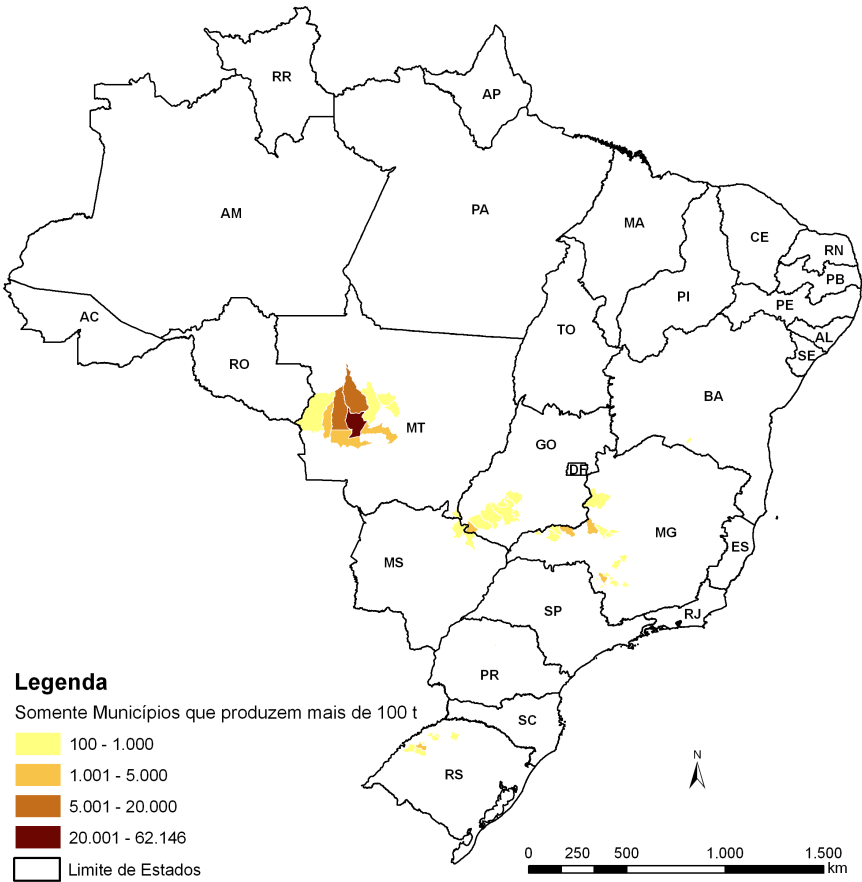 RR
AP
AM
PA
MA
CE
RN
PB
PE
PI
AL
SE
AC
TO
RO
BA
MT
GO
DF
MG
ES
MS
SP
RJ
PR
SC
RS
Legenda
Somente Municípios que produzem mais de 100 t
100 - 1.000
1.001 - 5.000
5.001 - 20.000
20.001 - 62.146
Limite de Estados
N
0 250 500 1.000 1.500
km